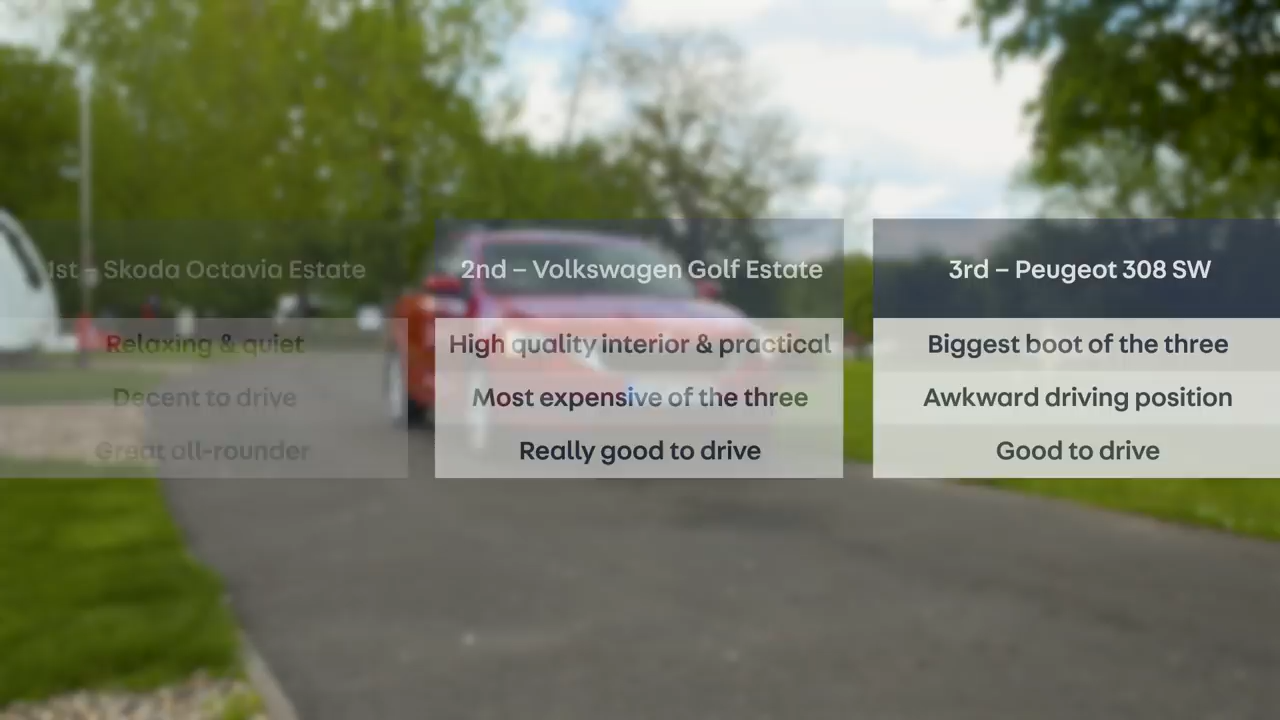 1st – Skoda Octavia Estate
Relaxing & quiet
Decent to drive
Great all-rounder
2nd – Volkswagen Golf Estate
High quality interior & practical
Most expensive of the three
Really good to drive
3rd – Peugeot 308 SW
Biggest boot of the three
Awkward driving position
Good to drive